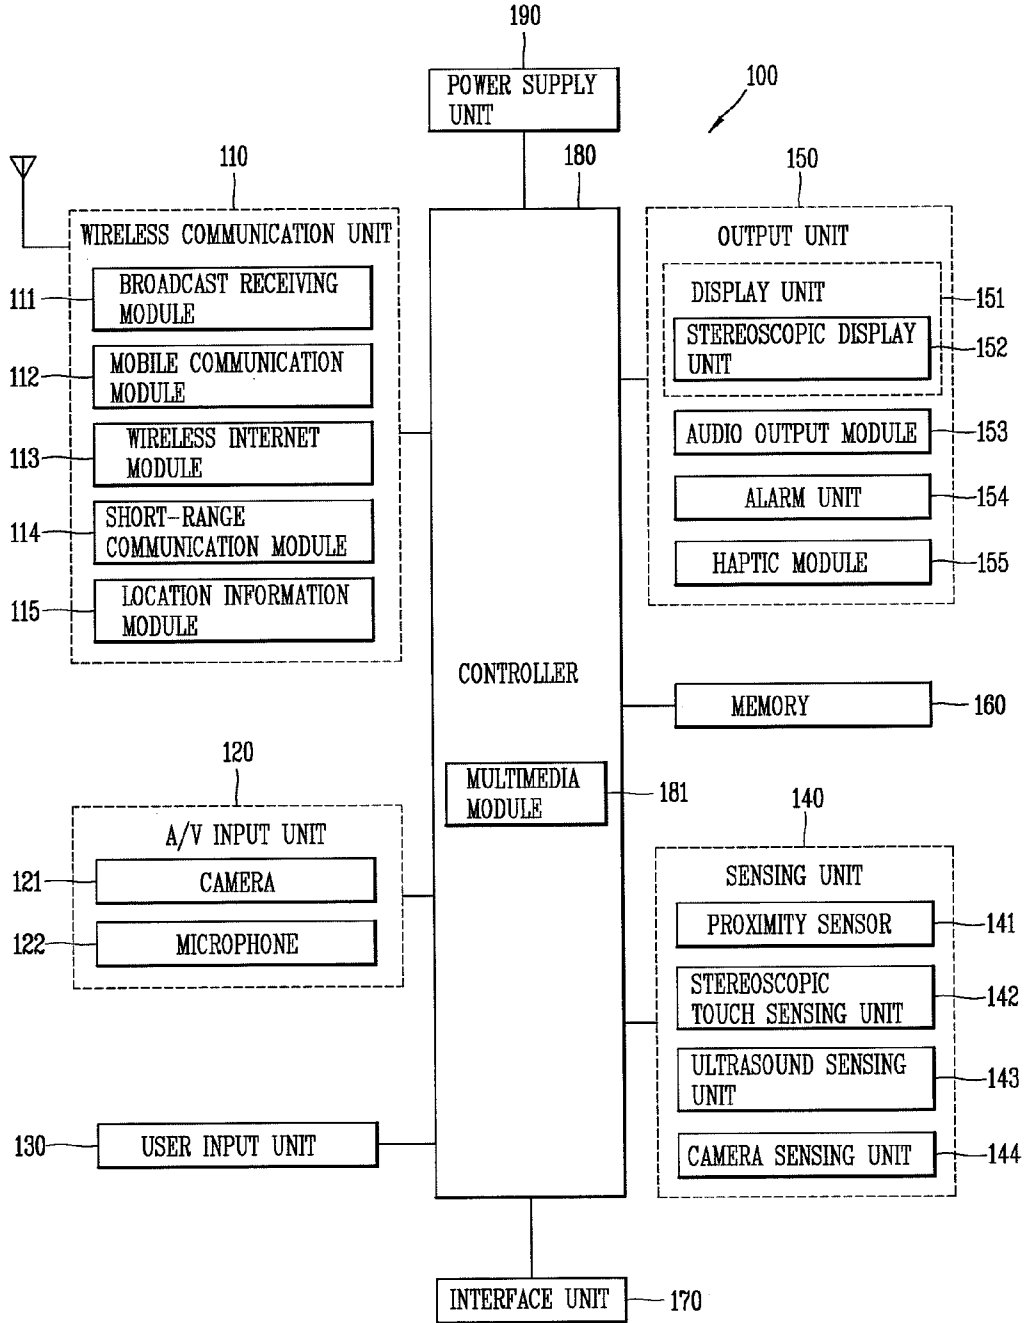 190
POWER SUPPLY
UNIT
100
110
180
150
WIRELESS COMMUNICATION UNIT
111
BROADCAST RECEIVING
MODULE
112
MOBILE COMMUNICATION
MODULE
113
WIRELESS INTERNET
MODULE
114
SHORT-RANGE
COMMUNICATION MODULE
115
LOCATION INFORMATION
MODULE
OUTPUT UNIT
DISPLAY UNIT
151
STEREOSCOPIC DISPLAY
UNIT
152
AUDIO OUTPUT MODULE
153
ALARM UNIT
154
HAPTIC MODULE
155
CONTROLLER
MEMORY
160
MULTIMEDIA
MODULE
181
120
A/V INPUT UNIT
121
CAMERA
122
MICROPHONE
140
SENSING UNIT
PROXIMITY SENSOR
141
STEREOSCOPIC
TOUCH SENSING UNIT
142
ULTRASOUND SENSING
UNIT
143
CAMERA SENSING UNIT
144
130
USER INPUT UNIT
INTERFACE UNIT
170